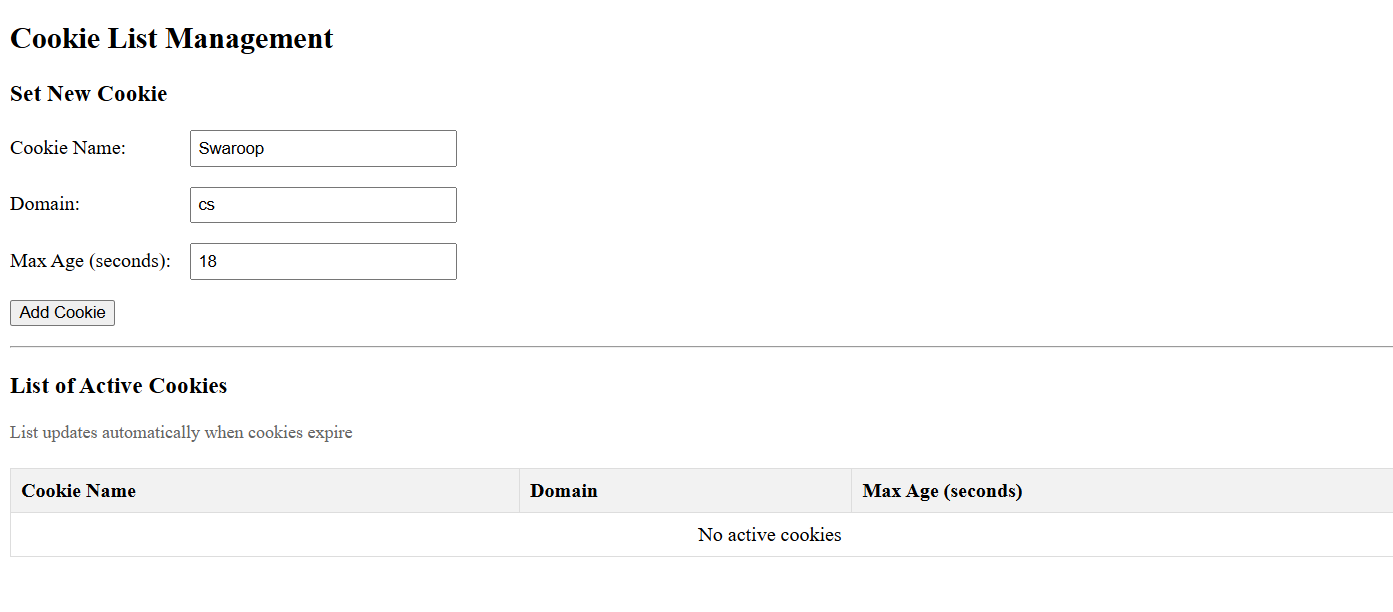 Cookie List Management
Set New Cookie
Cookie Name: Swaroop
Domain: cs
Max Age (seconds): 18
Add Cookie
List of Active Cookies
List updates automatically when cookies expire
Cookie Name Domain Max Age (seconds)
No active cookies